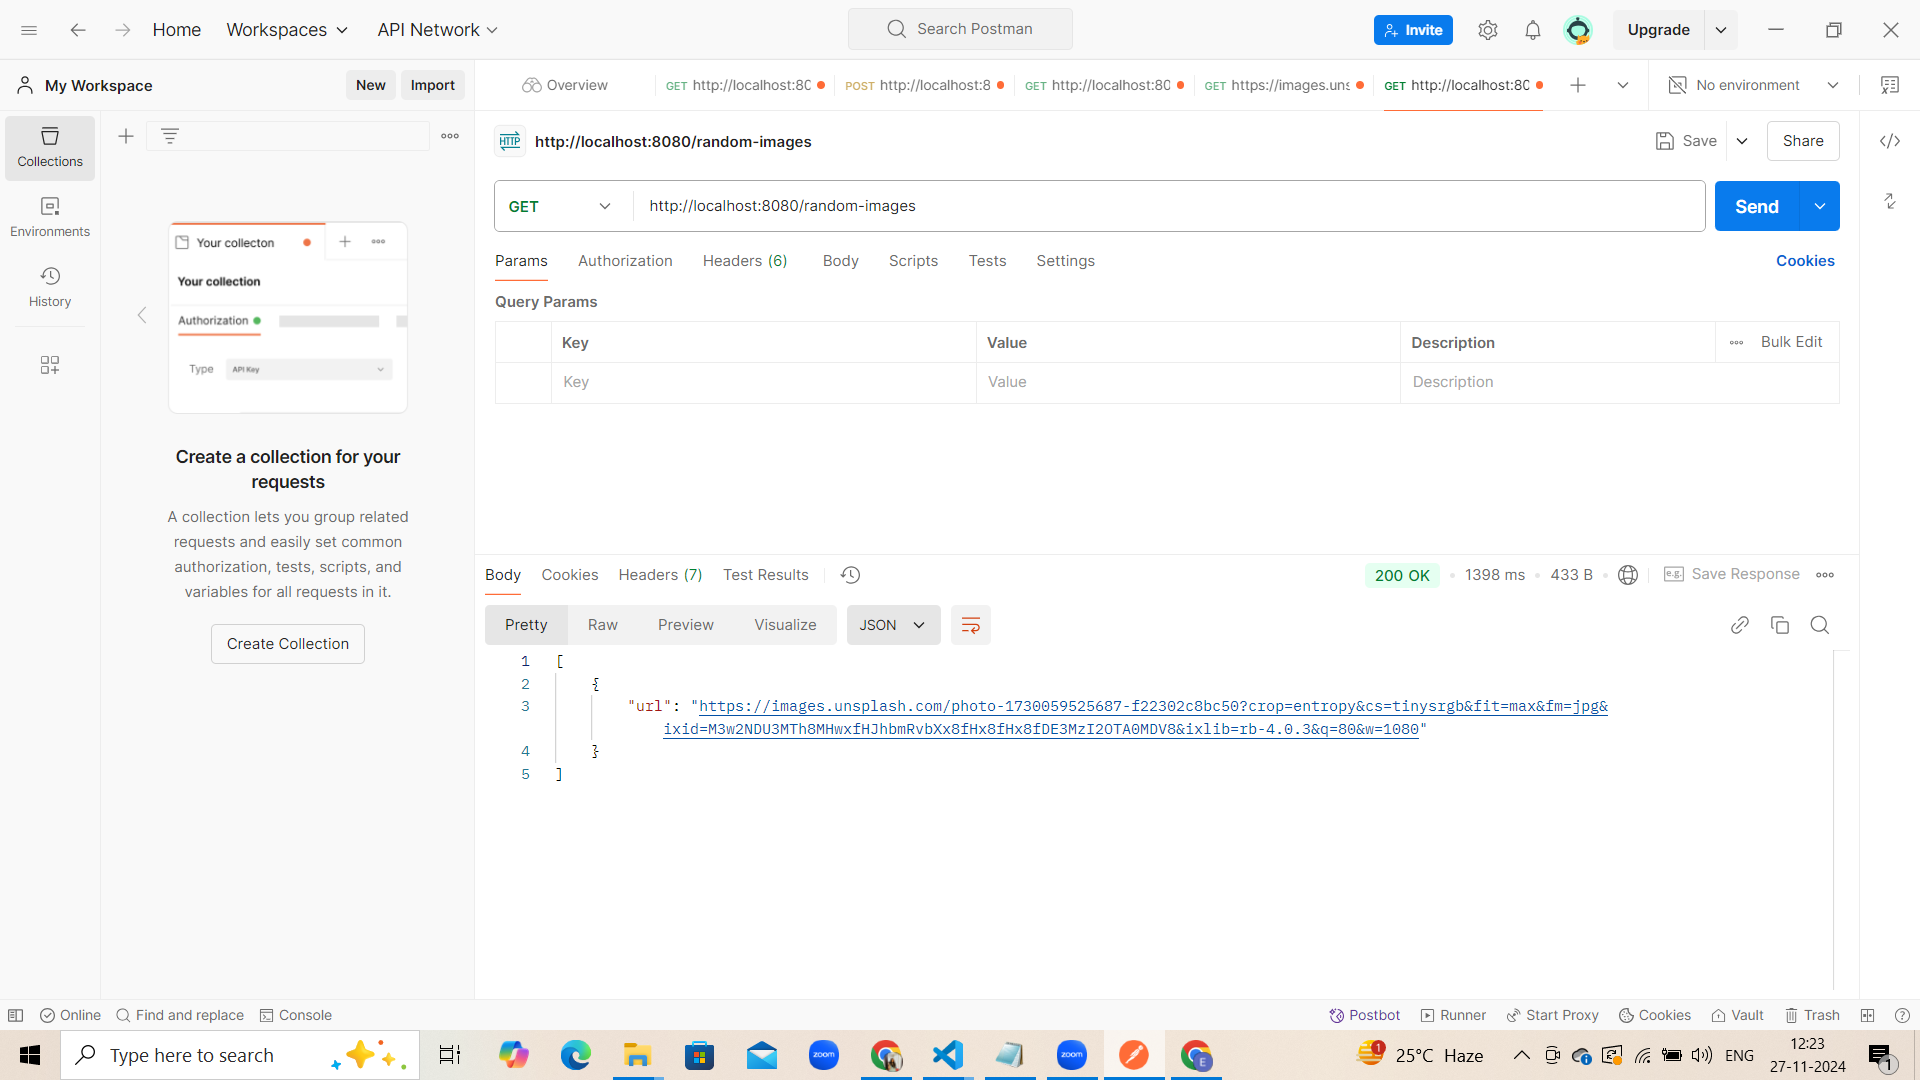 Home Workspaces API Network Search Postman Invite Upgrade
My Workspace New Import Overview GET http://localhost:80 POST http://localhost:8 GET http://localhost:80 GET https://images.uns GET http://localhost:80 No environment
Collections
Environments
History
Your collecton
Your collection
Authorization
Type API Key
Create a collection for your
requests
A collection lets you group related
requests and easily set common
authorization, tests, scripts, and
variables for all requests in it.
Create Collection
HTTP http://localhost:8080/random-images Save Share
GET http://localhost:8080/random-images Send
Params Authorization Headers (6) Body Scripts Tests Settings Cookies
Query Params
Key Value Description Bulk Edit
Key Value Description
Body Cookies Headers (7) Test Results 200 OK 1398 ms 433 B e.g. Save Response
Pretty Raw Preview Visualize JSON
1 [
2 {
3 "url": "https://images.unsplash.com/photo-1730059525687-f22302c8bc50?crop=entropy&cs=tinysrgb&fit=max&fm=jpg&
ixid=M3w2NDU3MTh8MHwxfHJhbmRvbXx8fHx8fHx8fDE3MzI2OTA0MDV8&ixlib=rb-4.0.3&q=80&w=1080"
4 }
5 ]
Online Find and replace Console Postbot Runner Start Proxy Cookies Vault Trash
Type here to search zoom zoom E 1 25°C Haze ENG 12:23
27-11-2024 1